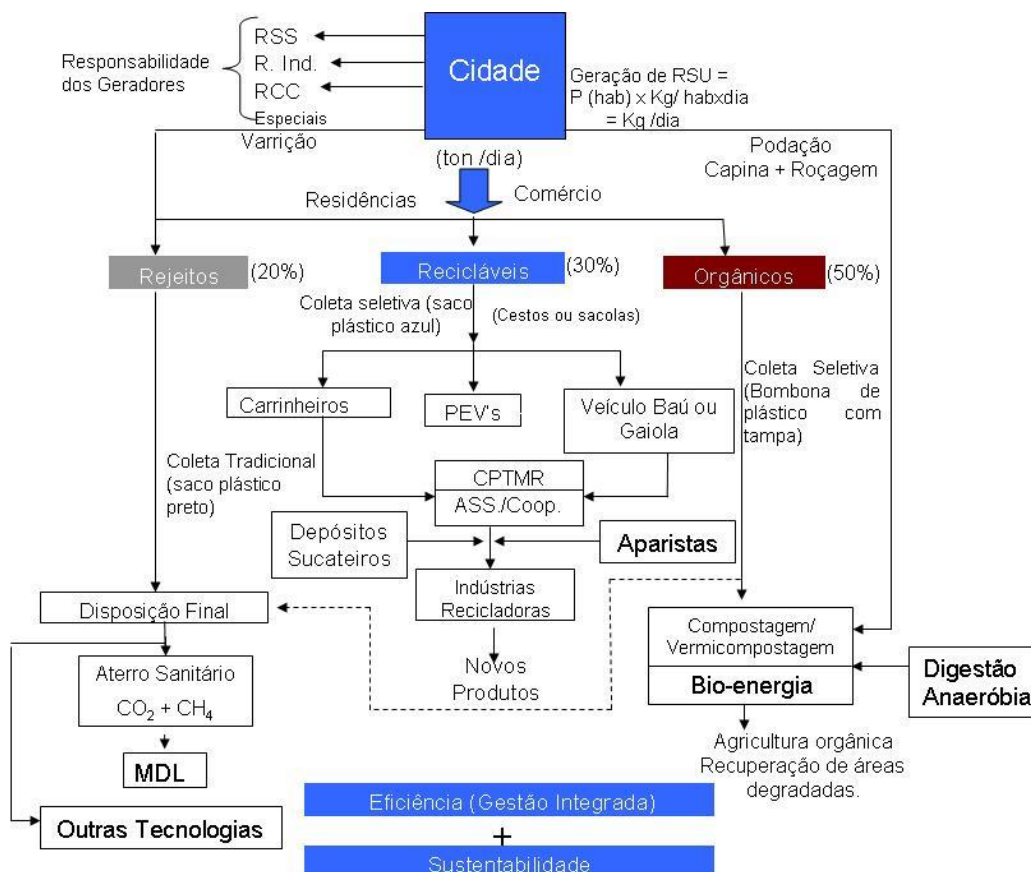 RSS
R. Ind.
RCC
Especiais
Responsabilidade
dos Geradores
Cidade
Geração de RSU =
P (hab) x Kg/ habxdia
= Kg /dia
Varrição
(ton /dia)
Podação
Capina + Roçagem
Residências
Comércio
Rejeitos
(20%)
Recicláveis
(30%)
Orgânicos
(50%)
Coleta seletiva (saco
plástico azul)
(Cestos ou sacolas)
Carrinheiros
PEV's
Veículo Baú ou
Gaiola
Coleta Seletiva
(Bombona de
plástico com
tampa)
Coleta Tradicional
(saco plástico
preto)
CPTMR
ASS./Coop.
Depósitos
Sucateiros
Aparistas
Indústrias
Recicladoras
Disposição Final
Novos
Produtos
Compostagem/
Vermicompostagem
Bio-energia
Digestão
Anaeróbia
Aterro Sanitário
CO₂ + CH₄
MDL
Outras Tecnologias
Agricultura orgânica
Recuperação de áreas
degradadas.
Eficiência (Gestão Integrada)
+
Sustentabilidade